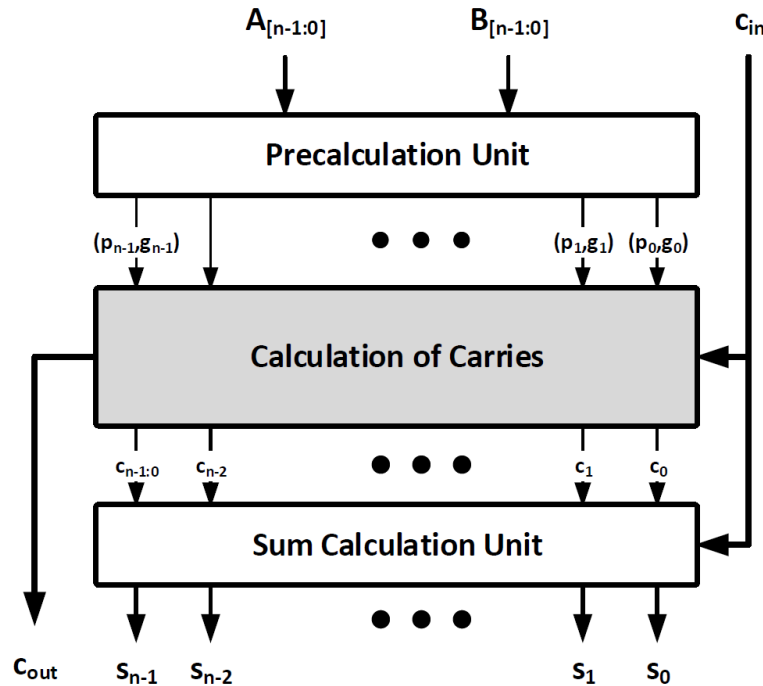 A[n-1:0] B[n-1:0] cin
Precalculation Unit
(pn-1,gn-1) (p1,g1) (p0,g0)
Calculation of Carries
cn-1:0 cn-2 c1 c0
Sum Calculation Unit
cout sn-1 sn-2 s1 s0